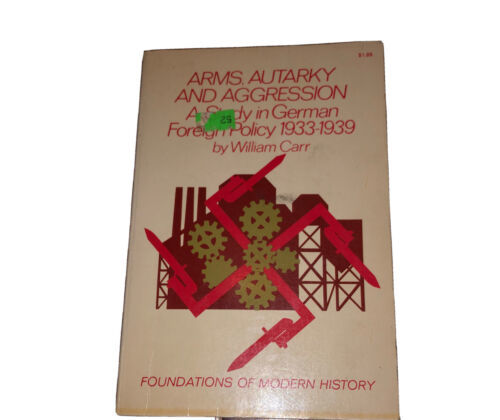 $1.95
ARMS, AUTARKY
AND AGGRESSION
A Study in German
Foreign Policy 1933-1939
by William Carr
FOUNDATIONS OF MODERN HISTORY